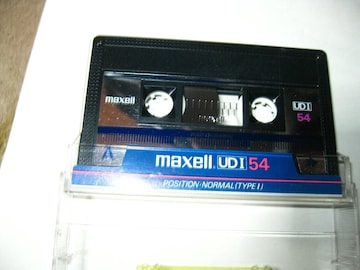 maxell
UD I
54
A
maxell UD I 54
POSITION·NORMAL(TYPE I)